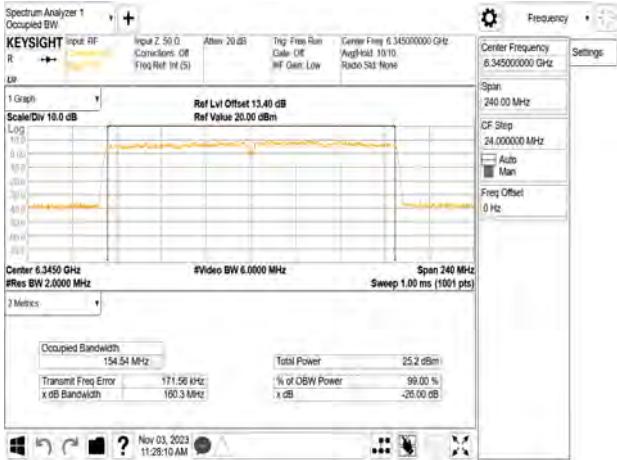 Spectrum Analyzer 1
Occupied BW
Frequency
KEYSIGHT Input: RF
R
Input Z: 50 Ω
Corrections: Off
Freq Ref: Int (S)
Atten: 20 dB
Trig: Free Run
Gate: Off
#IF Gain: Low
Center Freq: 6.345000000 GHz
Avg|Hold: 10/10
Radio Std: None
Center Frequency
6.345000000 GHz
Settings
Span
240.00 MHz
CF Step
24.000000 MHz
Auto
Man
Freq Offset
0 Hz
1 Graph
Scale/Div 10.0 dB
Ref Lvl Offset 13.40 dB
Ref Value 20.00 dBm
Log
Center 6.3450 GHz
#Res BW 2.0000 MHz
#Video BW 6.0000 MHz
Span 240 MHz
Sweep 1.00 ms (1001 pts)
2 Metrics
Occupied Bandwidth
154.54 MHz
Total Power 25.2 dBm
Transmit Freq Error 171.56 kHz
% of OBW Power 99.00 %
x dB Bandwidth 160.3 MHz
x dB -26.00 dB
?
Nov 03, 2023
11:28:10 AM